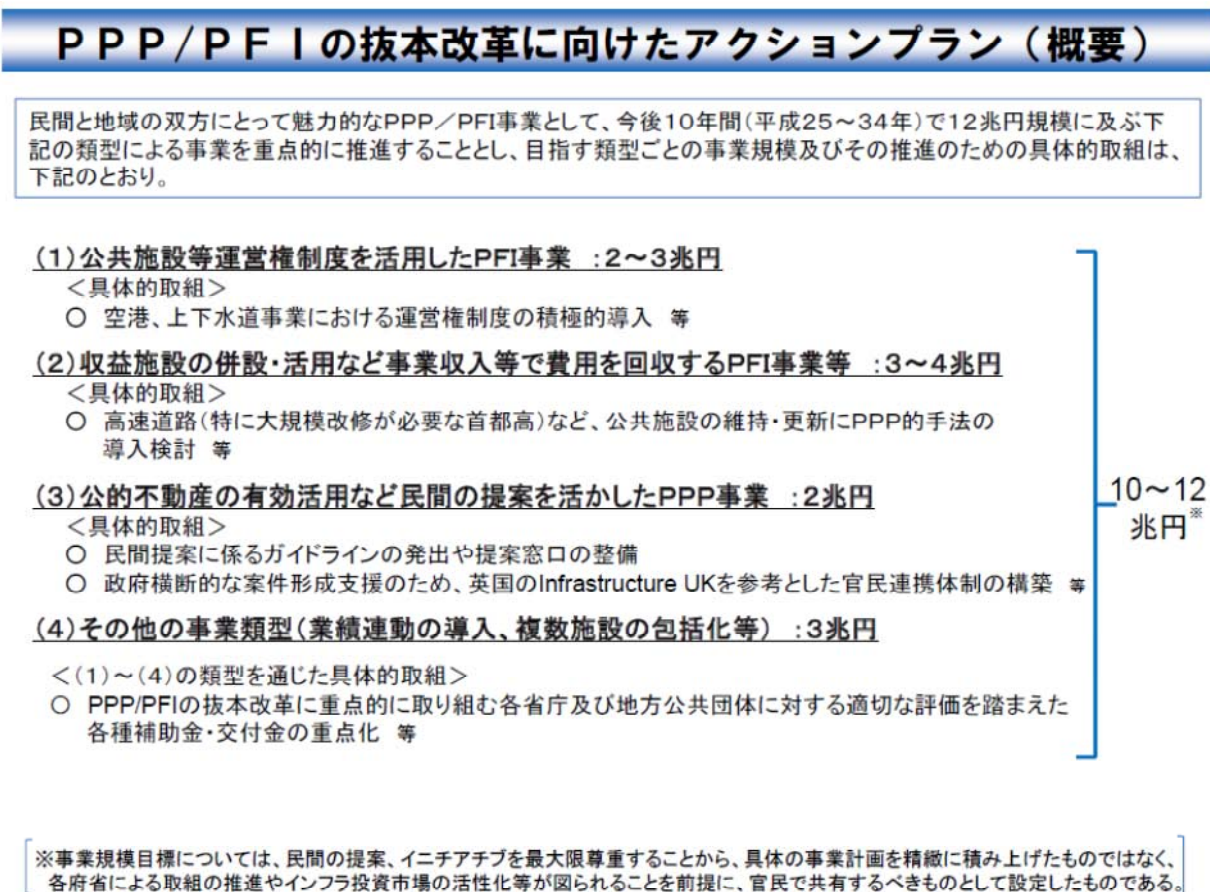 ＰＰＰ/ＰＦＩの抜本改革に向けたアクションプラン（概要）
民間と地域の双方にとって魅力的なPPP／PFI事業として、今後10年間(平成25～34年)で12兆円規模に及ぶ下
記の類型による事業を重点的に推進することとし、目指す類型ごとの事業規模及びその推進のための具体的取組は、
下記のとおり。
(1)公共施設等運営権制度を活用したPFI事業　:2～3兆円
＜具体的取組＞
○ 空港、上下水道事業における運営権制度の積極的導入 等
(2)収益施設の併設・活用など事業収入等で費用を回収するPFI事業等　:3～4兆円
＜具体的取組＞
○ 高速道路(特に大規模改修が必要な首都高)など、公共施設の維持・更新にPPP的手法の
導入検討 等
(3)公的不動産の有効活用など民間の提案を活かしたPPP事業　:2兆円
＜具体的取組＞
○ 民間提案に係るガイドラインの発出や提案窓口の整備
○ 政府横断的な案件形成支援のため、英国のInfrastructure UKを参考とした官民連携体制の構築 等
(4)その他の事業類型(業績連動の導入、複数施設の包括化等)　:3兆円
＜(1)～(4)の類型を通じた具体的取組＞
○ PPP/PFIの抜本改革に重点的に取り組む各省庁及び地方公共団体に対する適切な評価を踏まえた
各種補助金・交付金の重点化 等
10～12
兆円※
※事業規模目標については、民間の提案、イニチアチブを最大限尊重することから、具体の事業計画を精緻に積み上げたものではなく、
各府省による取組の推進やインフラ投資市場の活性化等が図られることを前提に、官民で共有するべきものとして設定したものである。